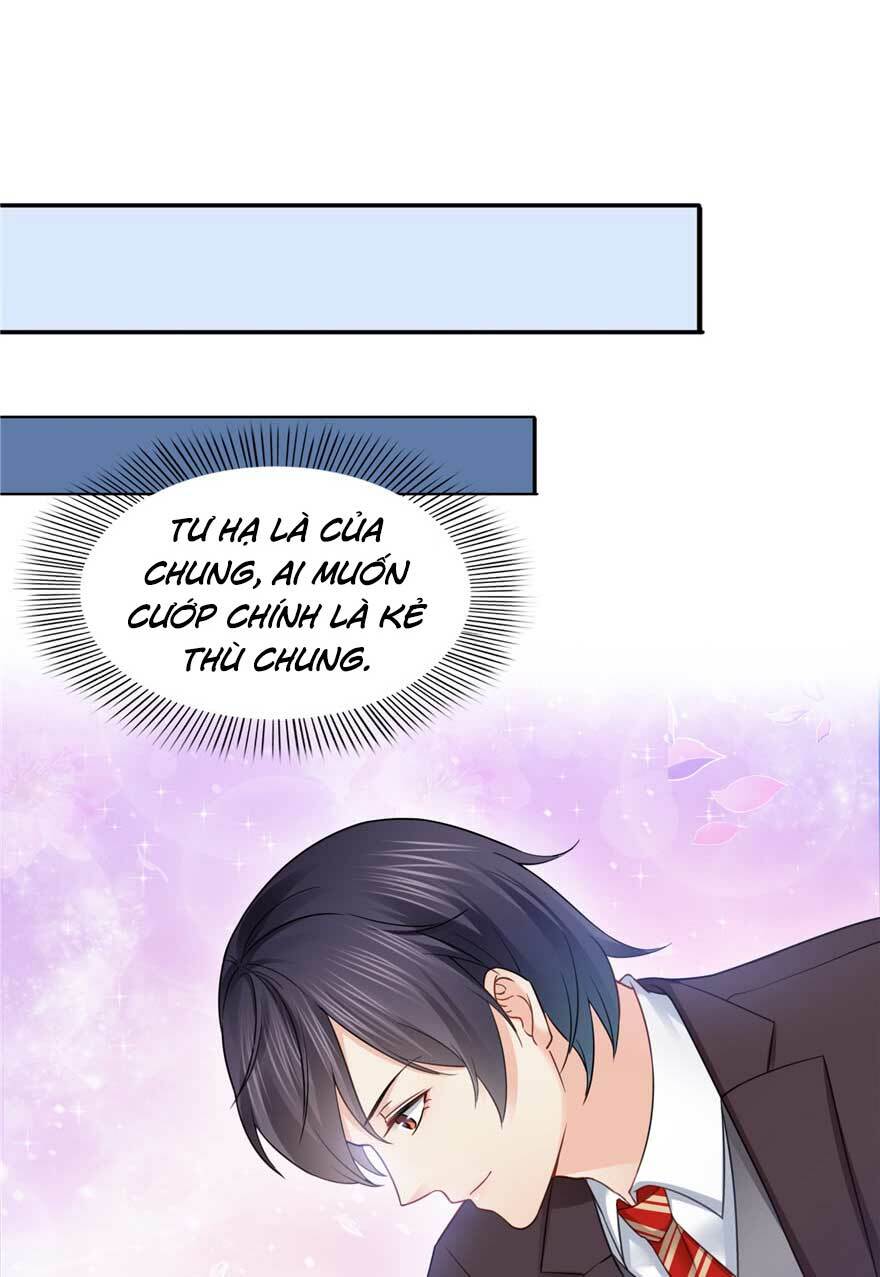 TƯ HẠ LÀ CỦA
CHUNG, AI MUỐN
CƯỚP CHÍNH LÀ KẺ
THÙ CHUNG.